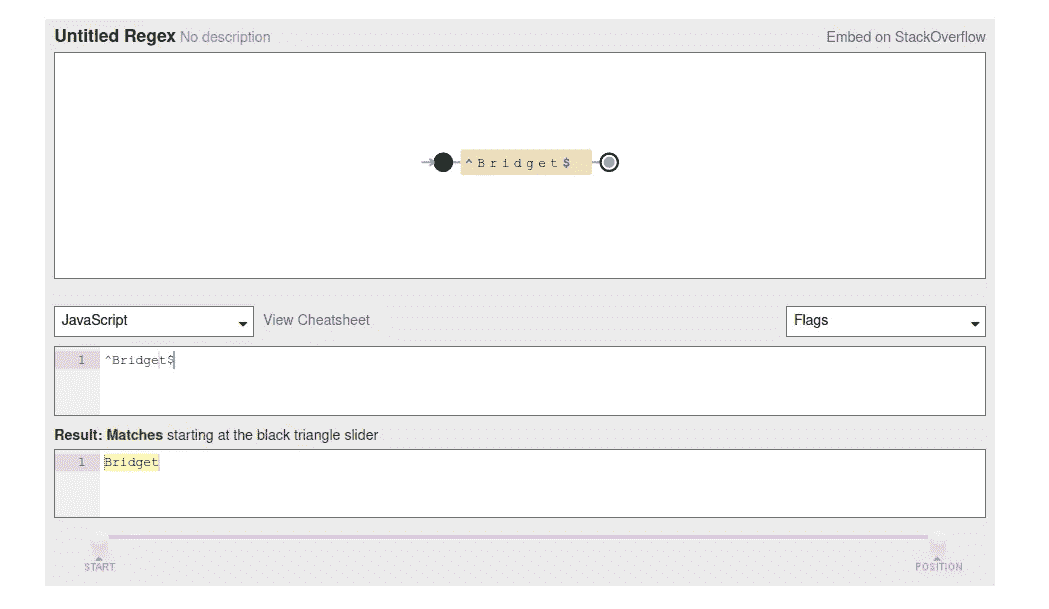 Untitled Regex No description Embed on StackOverflow
^Bridget$
JavaScript View Cheatsheet Flags
1 ^Bridget$
Result: Matches starting at the black triangle slider
1 Bridget
START POSITION